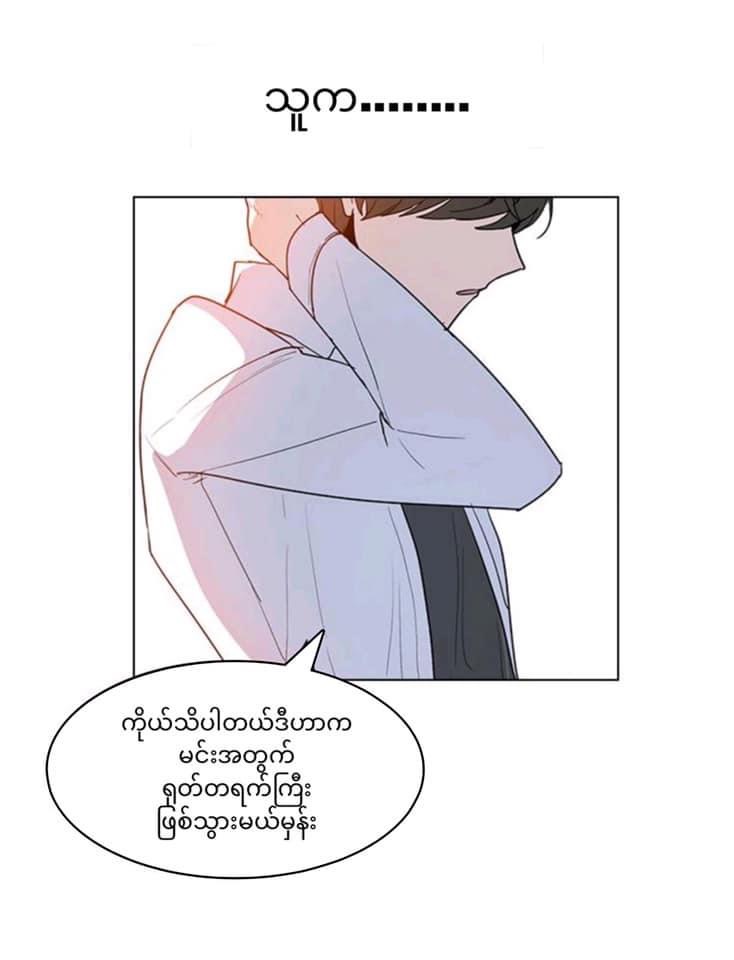 သူက.........
ကိုယ်သိပါတယ်ဒီဟာက
မင်းအတွက်
ရုတ်တရက်ကြီး
ဖြစ်သွားမယ်မှန်း